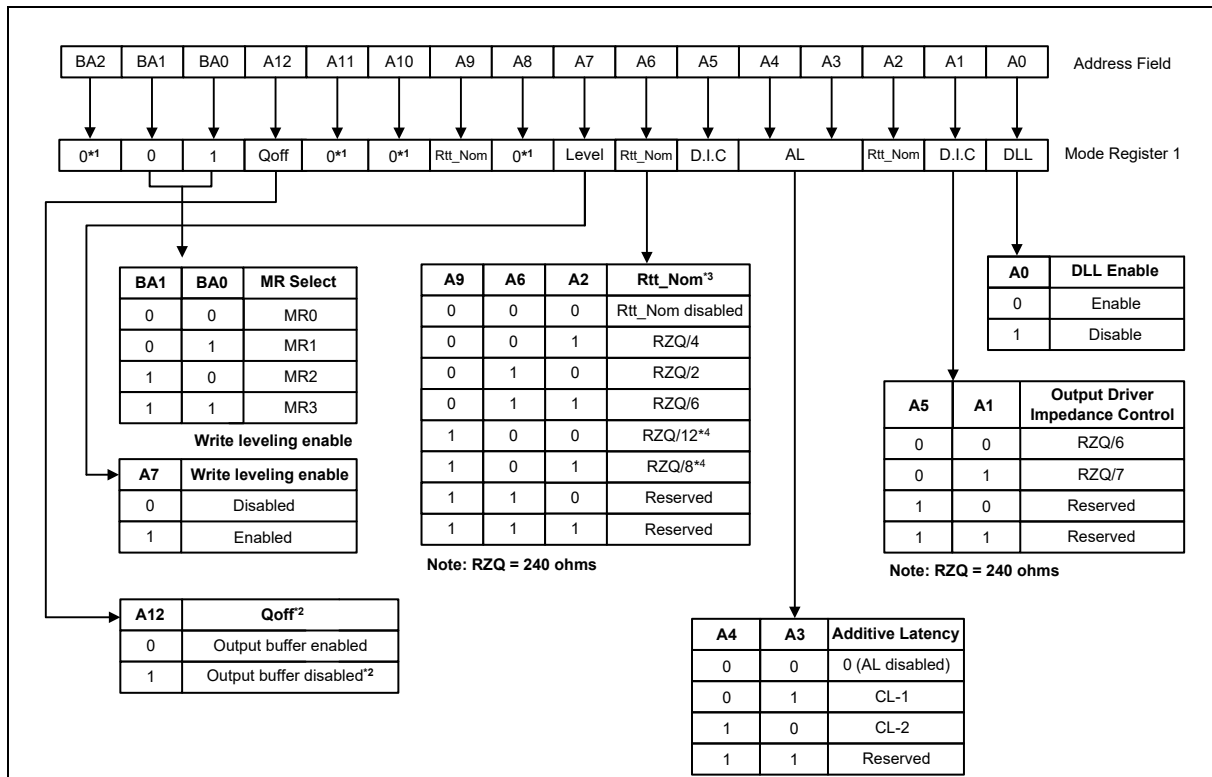 BA2 BA1 BA0 A12 A11 A10 A9 A8 A7 A6 A5 A4 A3 A2 A1 A0 Address Field
0*1 0 1 Qoff 0*1 0*1 Rtt_Nom 0*1 Level Rtt_Nom D.I.C AL Rtt_Nom D.I.C DLL Mode Register 1
BA1 BA0 MR Select
0 0 MR0
0 1 MR1
1 0 MR2
1 1 MR3
Write leveling enable
A7 Write leveling enable
0 Disabled
1 Enabled
A12 Qoff*2
0 Output buffer enabled
1 Output buffer disabled*2
A9 A6 A2 Rtt_Nom*3
0 0 0 Rtt_Nom disabled
0 0 1 RZQ/4
0 1 0 RZQ/2
0 1 1 RZQ/6
1 0 0 RZQ/12*4
1 0 1 RZQ/8*4
1 1 0 Reserved
1 1 1 Reserved
Note: RZQ = 240 ohms
A4 A3 Additive Latency
0 0 0 (AL disabled)
0 1 CL-1
1 0 CL-2
1 1 Reserved
A0 DLL Enable
0 Enable
1 Disable
A5 A1 Output Driver
Impedance Control
0 0 RZQ/6
0 1 RZQ/7
1 0 Reserved
1 1 Reserved
Note: RZQ = 240 ohms